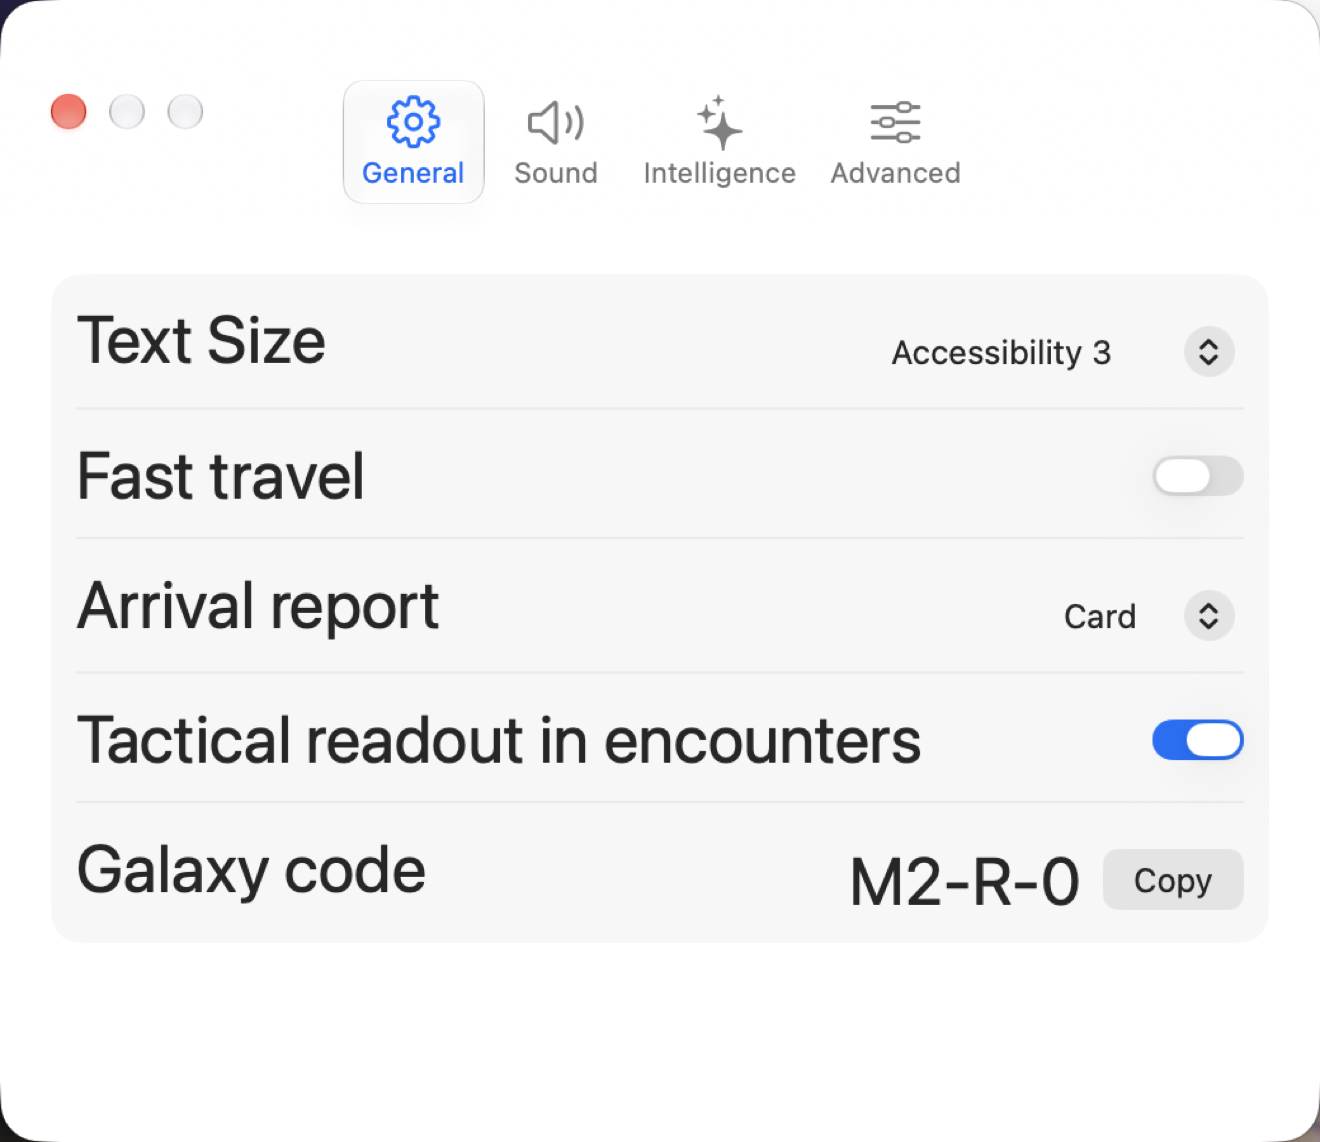 General
Sound
Intelligence
Advanced
Text Size
Accessibility 3
Fast travel
Arrival report
Card
Tactical readout in encounters
Galaxy code
M2-R-0
Copy